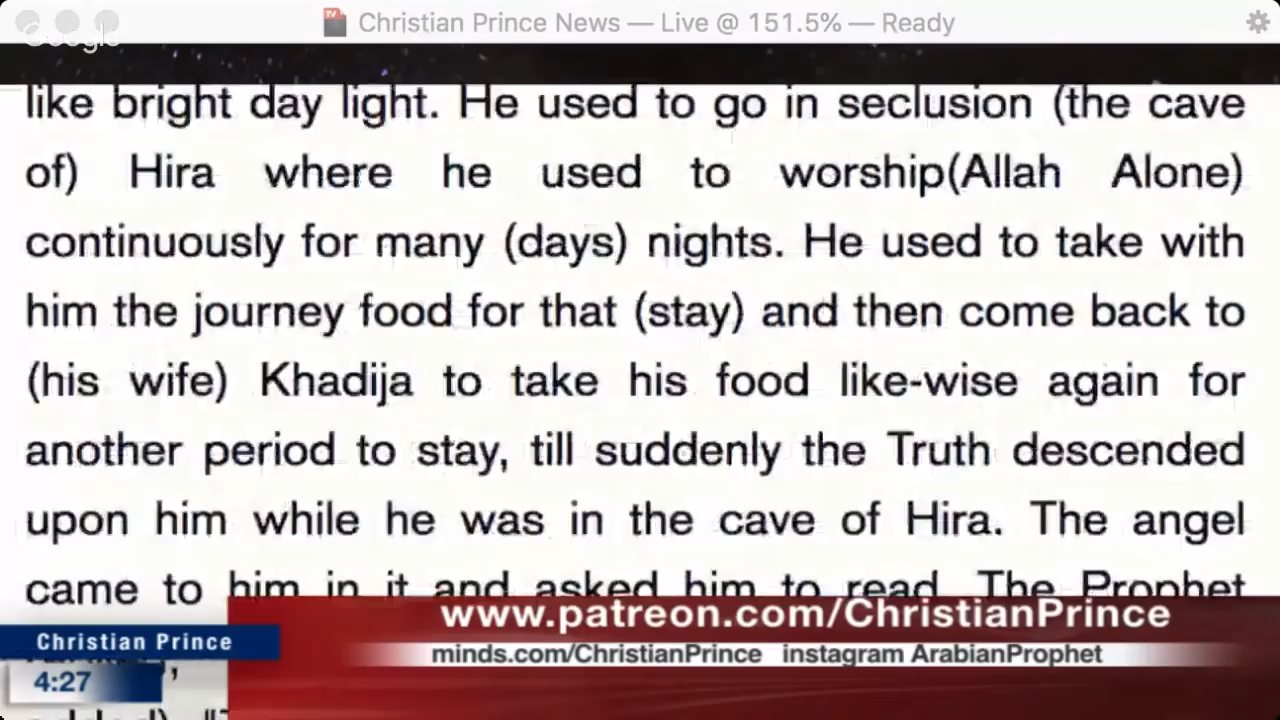 Christian Prince News — Live @ 151.5% — Ready
Google
like bright day light. He used to go in seclusion (the cave
of) Hira where he used to worship(Allah Alone)
continuously for many (days) nights. He used to take with
him the journey food for that (stay) and then come back to
(his wife) Khadija to take his food like-wise again for
another period to stay, till suddenly the Truth descended
upon him while he was in the cave of Hira. The angel
came to him in it and asked him to read. The Prophet
www.patreon.com/ChristianPrince
Christian Prince
minds.com/ChristianPrince instagram ArabianProphet
4:27